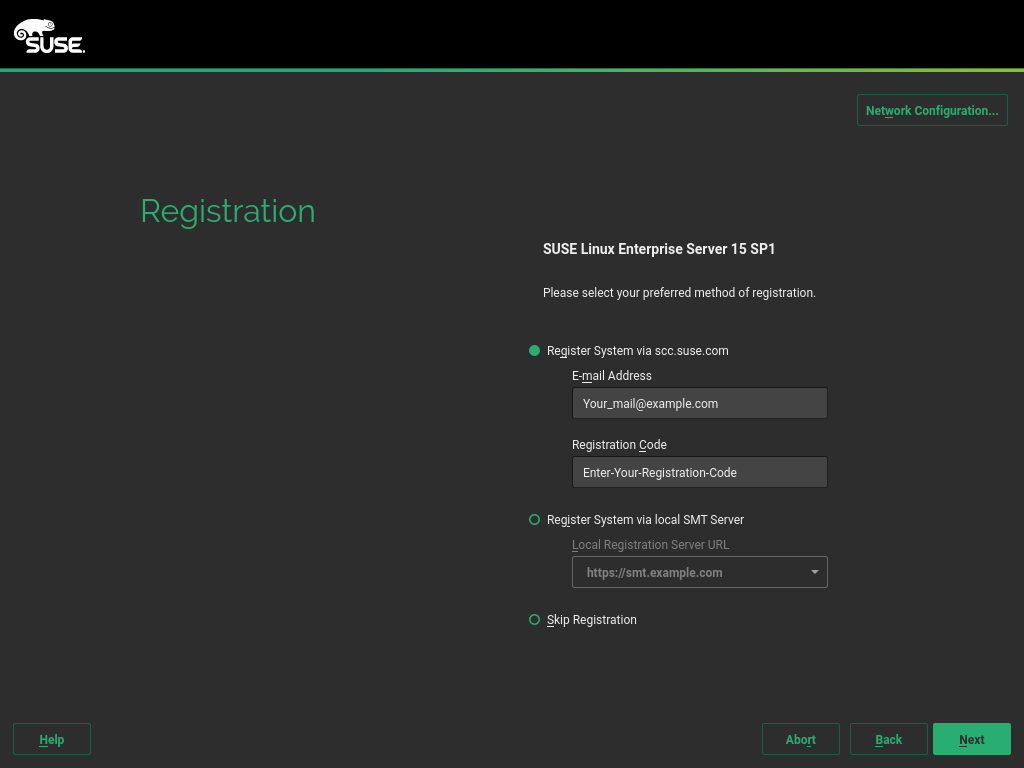 SUSE
Network Configuration...
Registration
SUSE Linux Enterprise Server 15 SP1
Please select your preferred method of registration.
Register System via scc.suse.com
E-mail Address
Your_mail@example.com
Registration Code
Enter-Your-Registration-Code
Register System via local SMT Server
Local Registration Server URL
https://smt.example.com
Skip Registration
Help
Abort
Back
Next